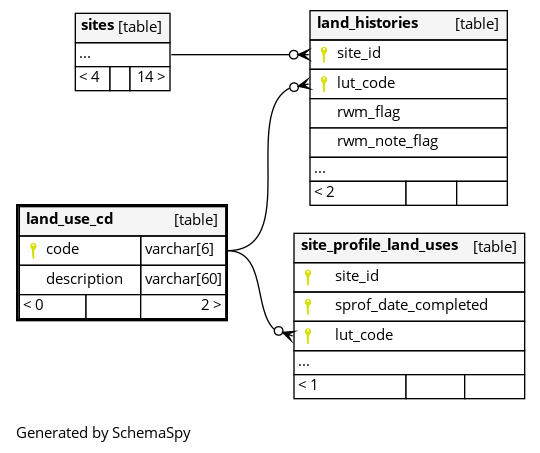 sites [table]
...
< 4 14 >
land_histories [table]
site_id
lut_code
rwm_flag
rwm_note_flag
...
< 2
land_use_cd [table]
code varchar[6]
description varchar[60]
< 0 2 >
site_profile_land_uses [table]
site_id
sprof_date_completed
lut_code
...
< 1
Generated by SchemaSpy